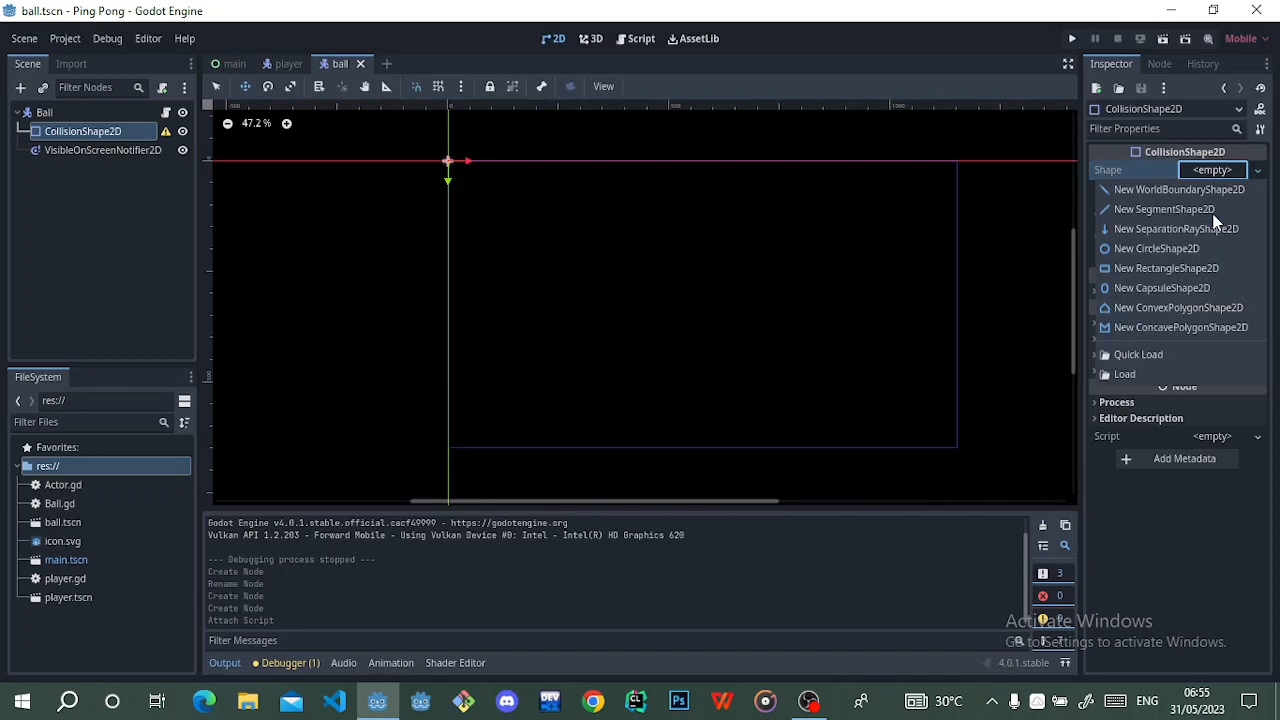 ball.tscn - Ping Pong - Godot Engine
Scene Project Debug Editor Help
2D 3D Script AssetLib
Mobile
Scene Import
main player ball
Inspector Node History
Filter Nodes
View
Ball
CollisionShape2D
VisibleOnScreenNotifier2D
-500 0 500 1000
47.2 %
0
500
CollisionShape2D
Filter Properties
CollisionShape2D
Shape <empty>
New WorldBoundaryShape2D
New SegmentShape2D
New SeparationRayShape2D
New CircleShape2D
New RectangleShape2D
New CapsuleShape2D
New ConvexPolygonShape2D
New ConcavePolygonShape2D
Quick Load
Load
Node
Process
Editor Description
Script <empty>
Add Metadata
FileSystem
res://
Filter Files
Favorites:
res://
Actor.gd
Ball.gd
ball.tscn
icon.svg
main.tscn
player.gd
player.tscn
Godot Engine v4.0.1.stable.official.cacf49999 - https://godotengine.org
Vulkan API 1.2.203 - Forward Mobile - Using Vulkan Device #0: Intel - Intel(R) HD Graphics 620
--- Debugging process stopped ---
Create Node
Rename Node
Create Node
Create Node
Attach Script
3
0
Filter Messages
7
Output Debugger (1) Audio Animation Shader Editor
4.0.1.stable
Activate Windows
Go to Settings to activate Windows.
30°C
ENG
06:55
31/05/2023